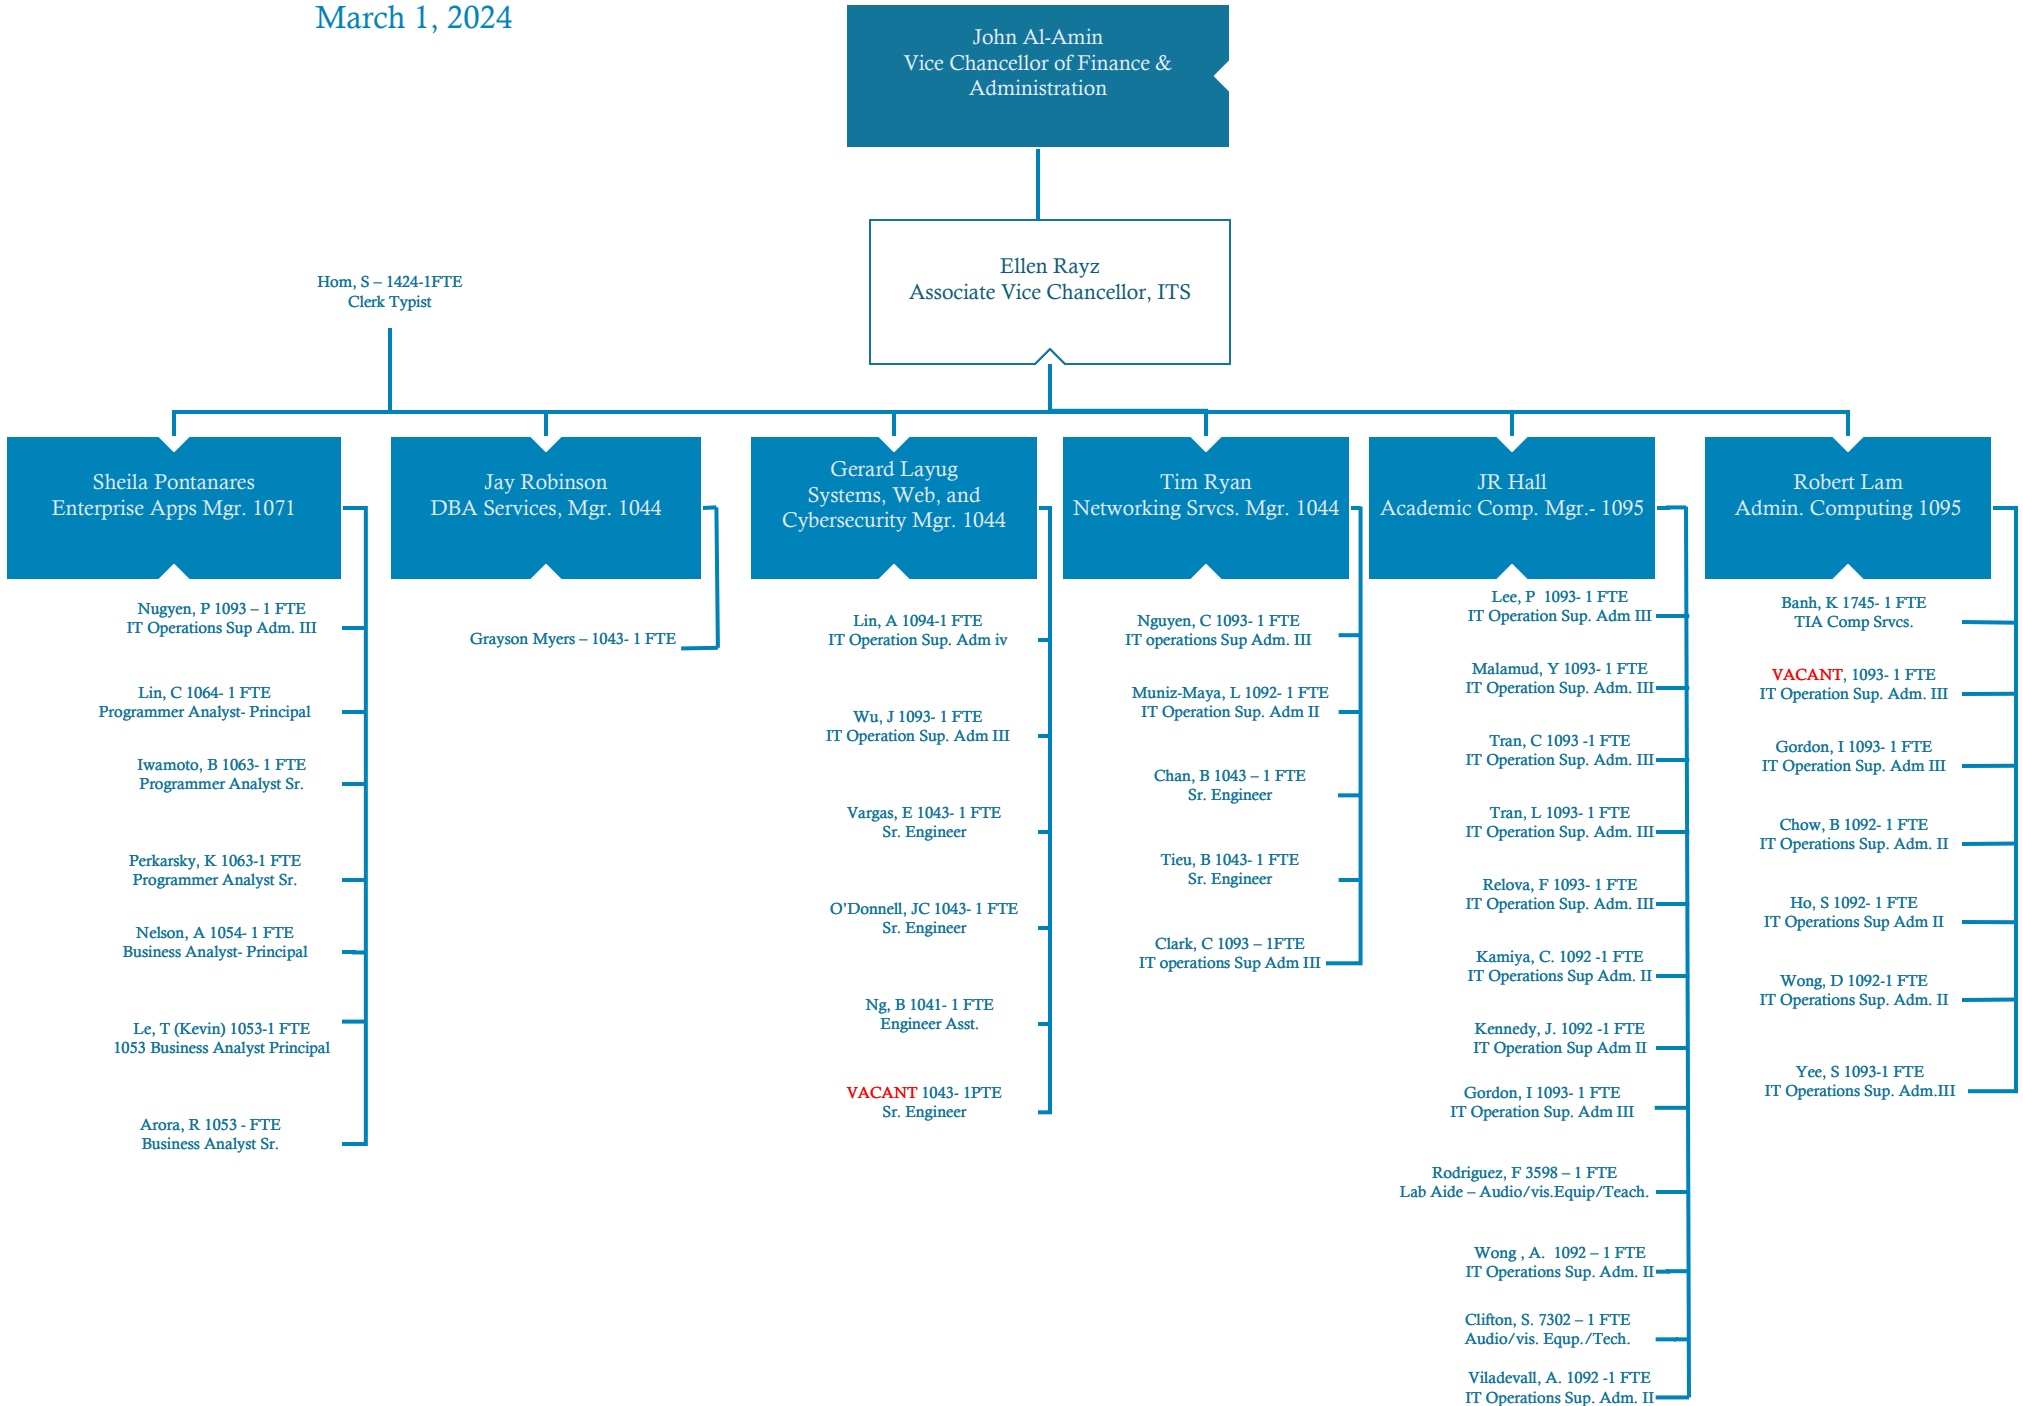 March 1, 2024
John Al-Amin
Vice Chancellor of Finance &
Administration
Ellen Rayz
Associate Vice Chancellor, ITS
Hom, S – 1424-1FTE
Clerk Typist
Sheila Pontanares
Enterprise Apps Mgr. 1071
Nugyen, P 1093 – 1 FTE
IT Operations Sup Adm. III
Lin, C 1064- 1 FTE
Programmer Analyst- Principal
Iwamoto, B 1063- 1 FTE
Programmer Analyst Sr.
Perkarsky, K 1063-1 FTE
Programmer Analyst Sr.
Nelson, A 1054- 1 FTE
Business Analyst- Principal
Le, T (Kevin) 1053-1 FTE
1053 Business Analyst Principal
Arora, R 1053 - FTE
Business Analyst Sr.
Jay Robinson
DBA Services, Mgr. 1044
Grayson Myers – 1043- 1 FTE
Gerard Layug
Systems, Web, and
Cybersecurity Mgr. 1044
Lin, A 1094-1 FTE
IT Operation Sup. Adm iv
Wu, J 1093- 1 FTE
IT Operation Sup. Adm III
Vargas, E 1043- 1 FTE
Sr. Engineer
O'Donnell, JC 1043- 1 FTE
Sr. Engineer
Ng, B 1041- 1 FTE
Engineer Asst.
VACANT 1043- 1PTE
Sr. Engineer
Tim Ryan
Networking Srvcs. Mgr. 1044
Nguyen, C 1093- 1 FTE
IT operations Sup Adm. III
Muniz-Maya, L 1092- 1 FTE
IT Operation Sup. Adm II
Chan, B 1043 – 1 FTE
Sr. Engineer
Tieu, B 1043- 1 FTE
Sr. Engineer
Clark, C 1093 – 1FTE
IT operations Sup Adm III
JR Hall
Academic Comp. Mgr.- 1095
Lee, P  1093- 1 FTE
IT Operation Sup. Adm III
Malamud, Y 1093- 1 FTE
IT Operation Sup. Adm. III
Tran, C 1093 -1 FTE
IT Operation Sup. Adm. III
Tran, L 1093- 1 FTE
IT Operation Sup. Adm. III
Relova, F 1093- 1 FTE
IT Operation Sup. Adm. III
Kamiya, C. 1092 -1 FTE
IT Operations Sup Adm. II
Kennedy, J. 1092 -1 FTE
IT Operation Sup Adm II
Gordon, I 1093- 1 FTE
IT Operation Sup. Adm III
Rodriguez, F 3598 – 1 FTE
Lab Aide – Audio/vis.Equip/Teach.
Wong , A.  1092 – 1 FTE
IT Operations Sup. Adm. II
Clifton, S. 7302 – 1 FTE
Audio/vis. Equp./Tech.
Viladevall, A. 1092 -1 FTE
IT Operations Sup. Adm. II
Robert Lam
Admin. Computing 1095
Banh, K 1745- 1 FTE
TIA Comp Srvcs.
VACANT, 1093- 1 FTE
IT Operation Sup. Adm. III
Gordon, I 1093- 1 FTE
IT Operation Sup. Adm III
Chow, B 1092- 1 FTE
IT Operations Sup. Adm. II
Ho, S 1092- 1 FTE
IT Operations Sup Adm II
Wong, D 1092-1 FTE
IT Operations Sup. Adm. II
Yee, S 1093-1 FTE
IT Operations Sup. Adm.III